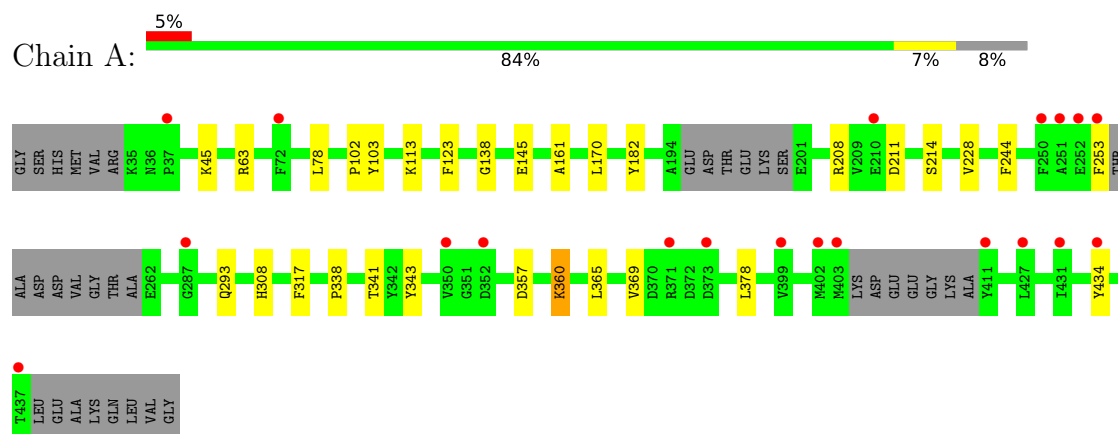 5%
Chain A:
84% 7% 8%
GLY SER HIS MET VAL ARG K35 N36 P37 K45 R63 F72 L78 P102 Y103 K113 F123 G138 E145 A161 L170 Y182 A194 GLU ASP THR GLU LYS SER E201 R208 V209 E210 D211 S214 V228 F244 F250 A251 E252 F253 THR
ALA ASP ASP VAL GLY THR ALA E262 G287 Q293 H308 F317 P338 T341 Y342 Y343 V350 G351 D352 D357 K360 L365 V369 D370 R371 D372 D373 L378 V399 M402 M403 LYS ASP GLU GLU GLY LYS ALA Y411 L427 I431 Y434
T437 LEU GLU ALA LYS GLN LEU VAL GLY